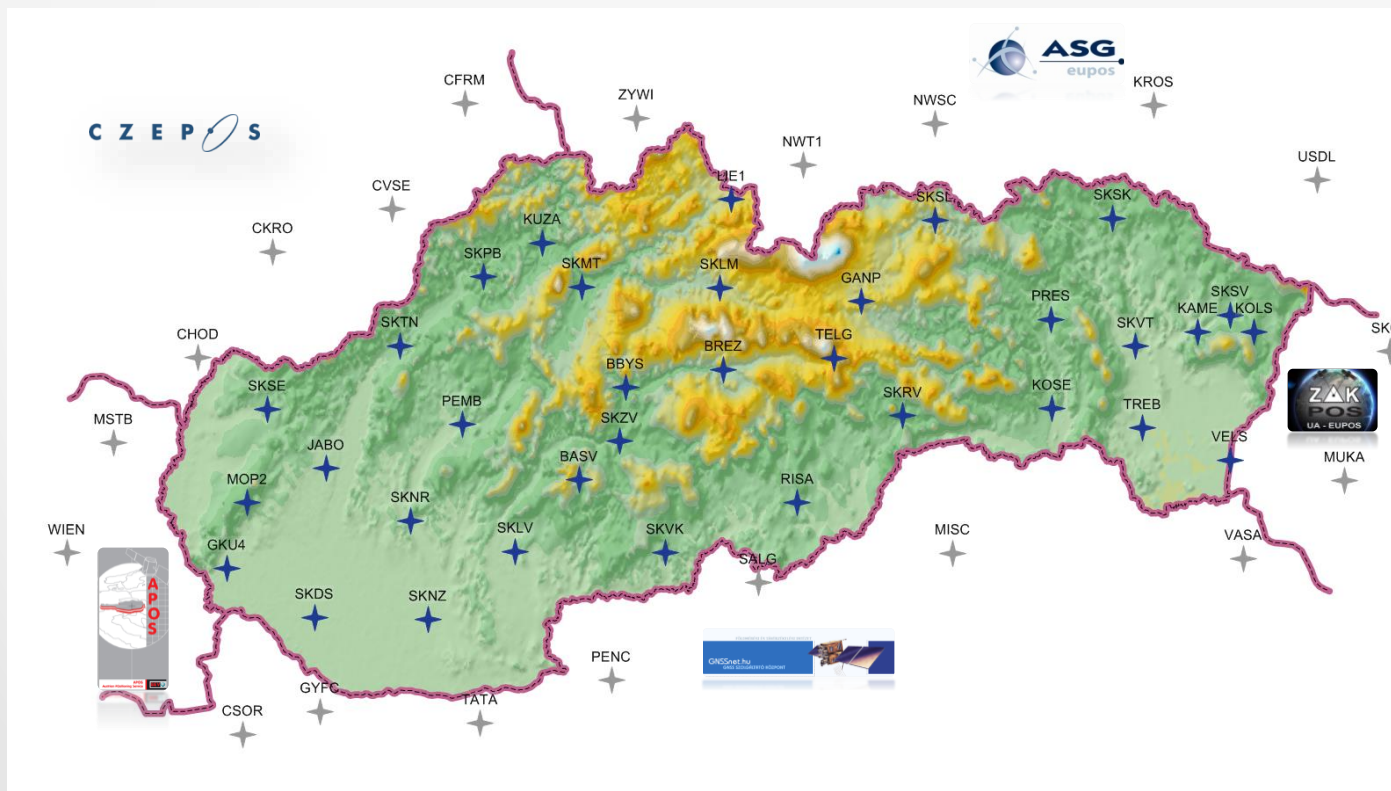 ASG
eupos
CFRM
KROS
ZYWI
NWSC
CZEPOS
NWT1
USDL
CVSE
LIE1
SKSL
SKSK
CKRO
KUZA
SKPB
SKMT
SKLM
GANP
PRES
SKSV
KAME
KOLS
SKTN
SKVT
CHOD
TELG
BREZ
BBYS
SKSE
PEMB
SKRV
KOSE
ZAK
POS
UA - EUPOS
MSTB
SKZV
TREB
JABO
VELS
BASV
MUKA
MOP2
RISA
SKNR
WIEN
SKLV
SKVK
MISC
VASA
GKU4
SALG
APOS
SKDS
SKNZ
PENC
GNSSnet.hu
GYFC
TATA
CSOR